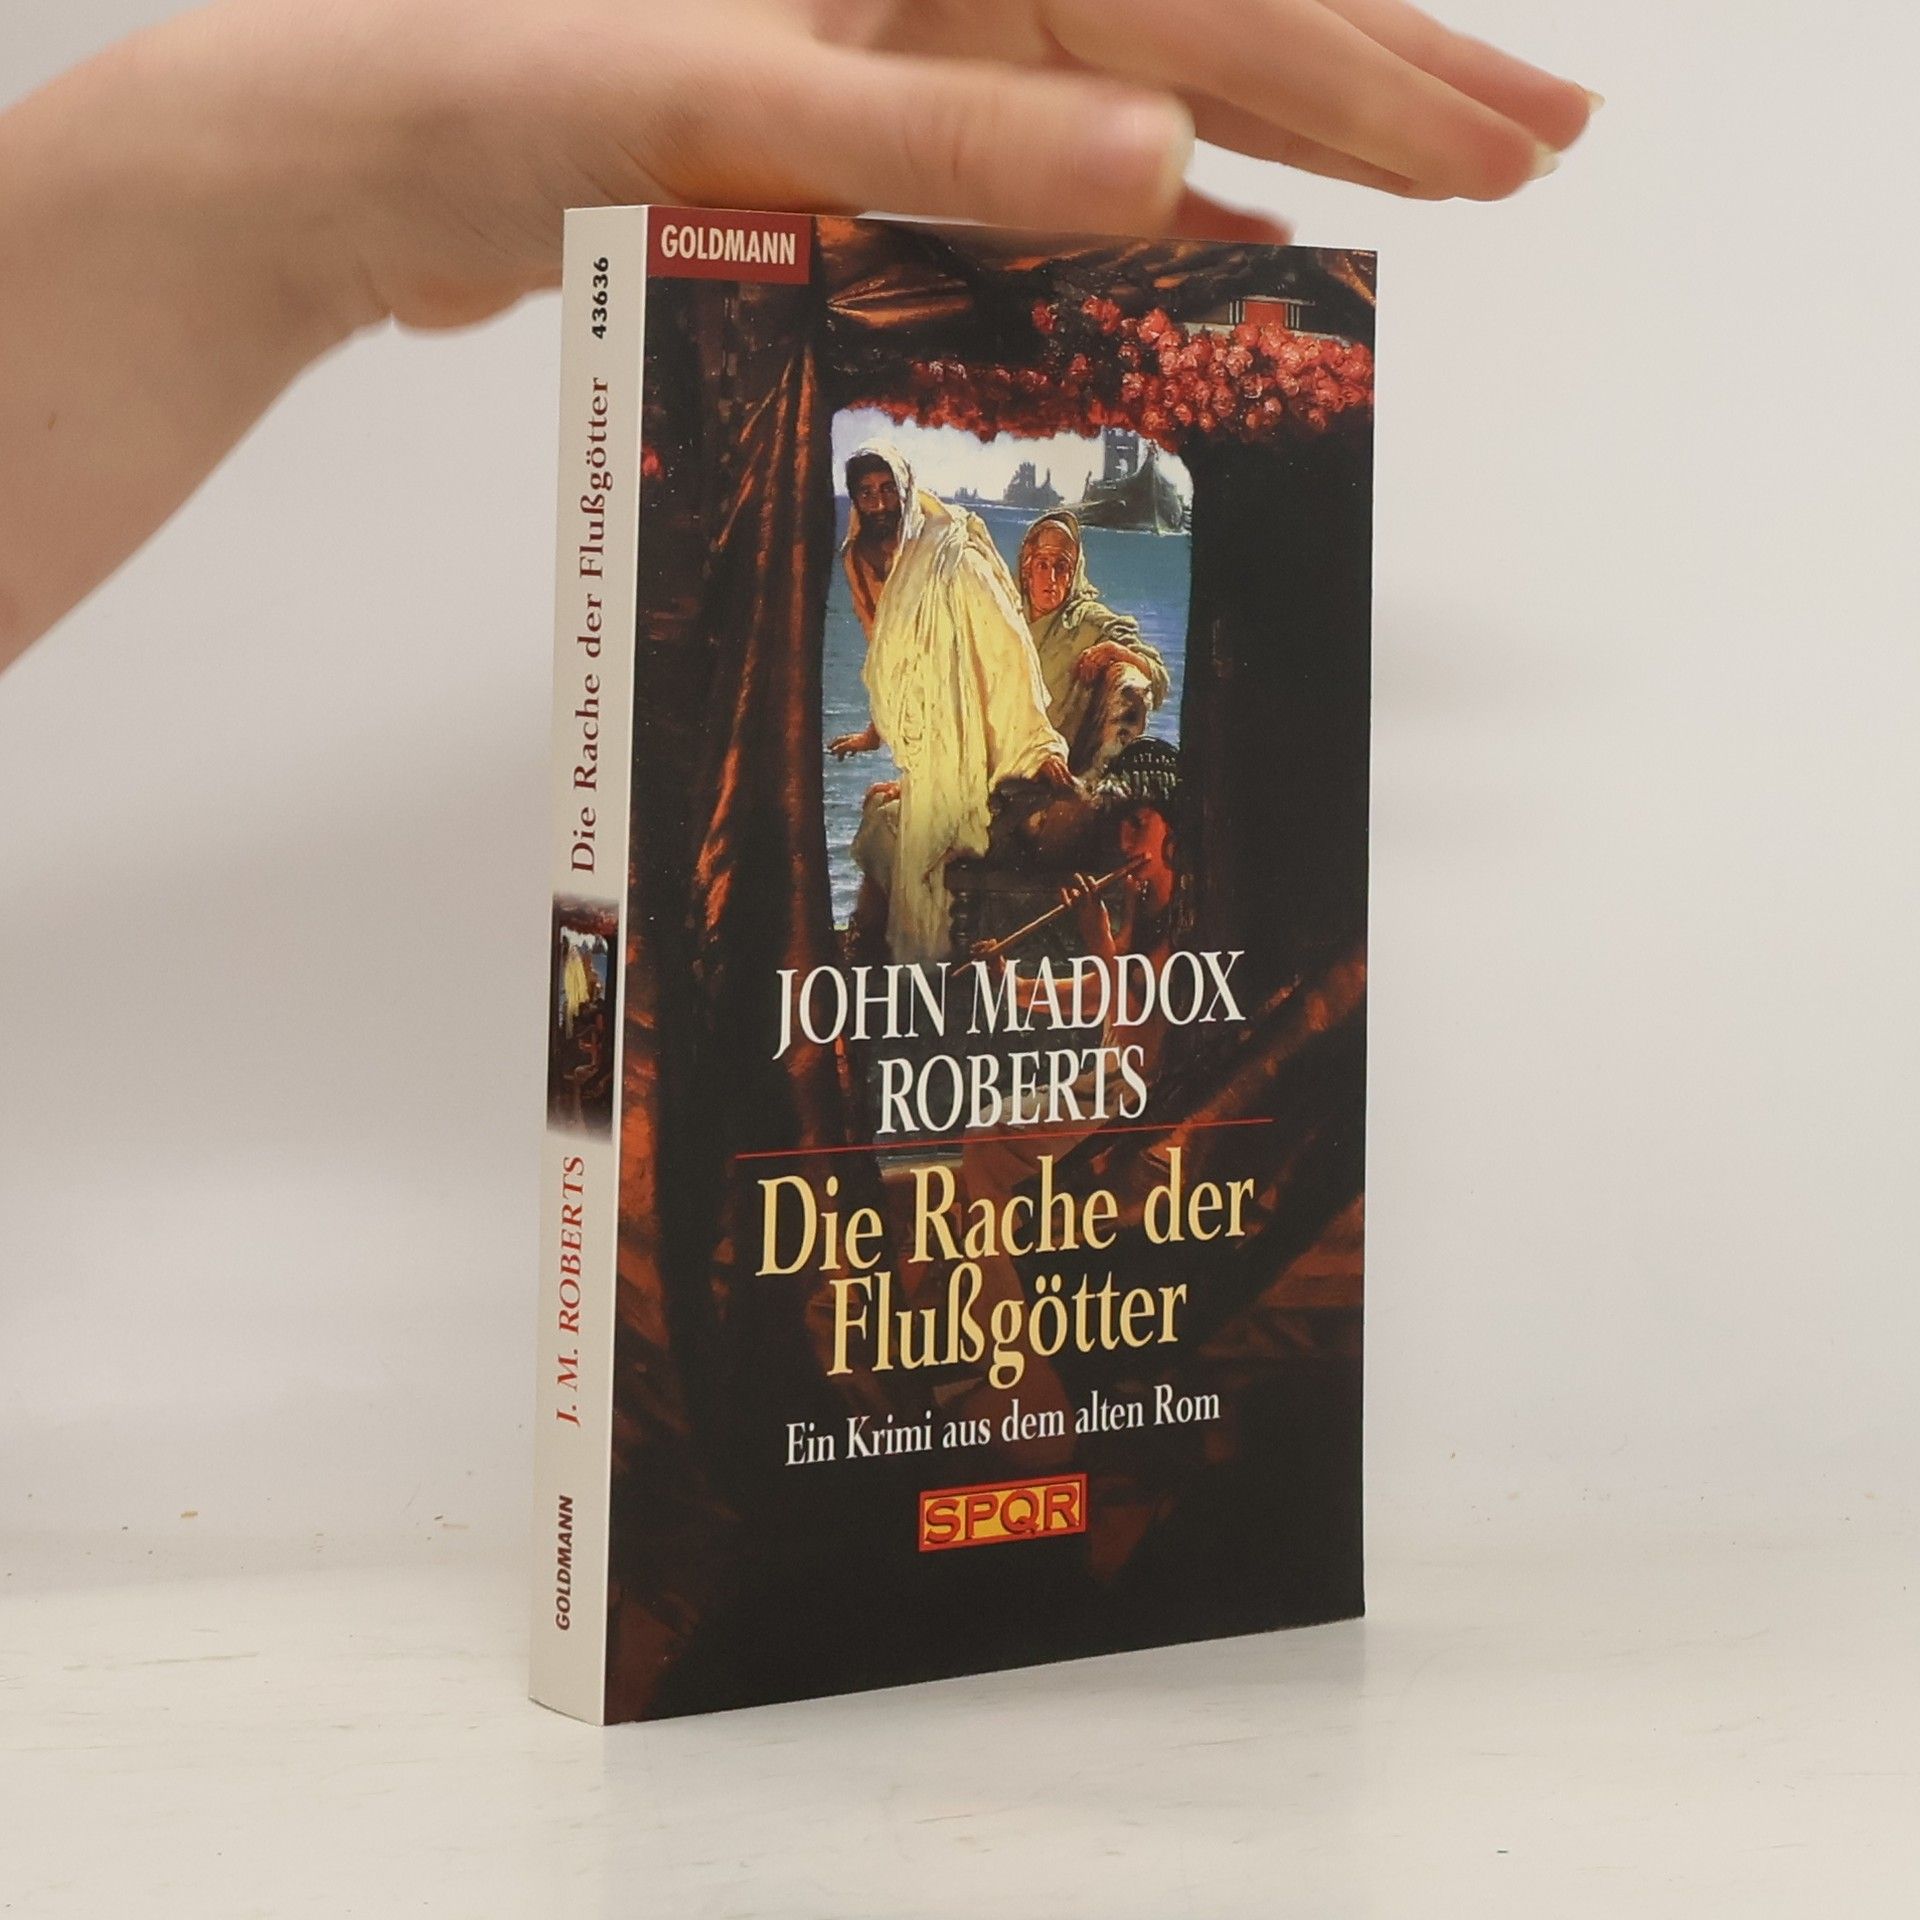 GOLDMANN
JOHN MADDOX
ROBERTS
Die Rache der
Flußgötter
Ein Krimi aus dem alten Rom
SPQR
GOLDMANN J. M. ROBERTS Die Rache der Flußgötter 43636